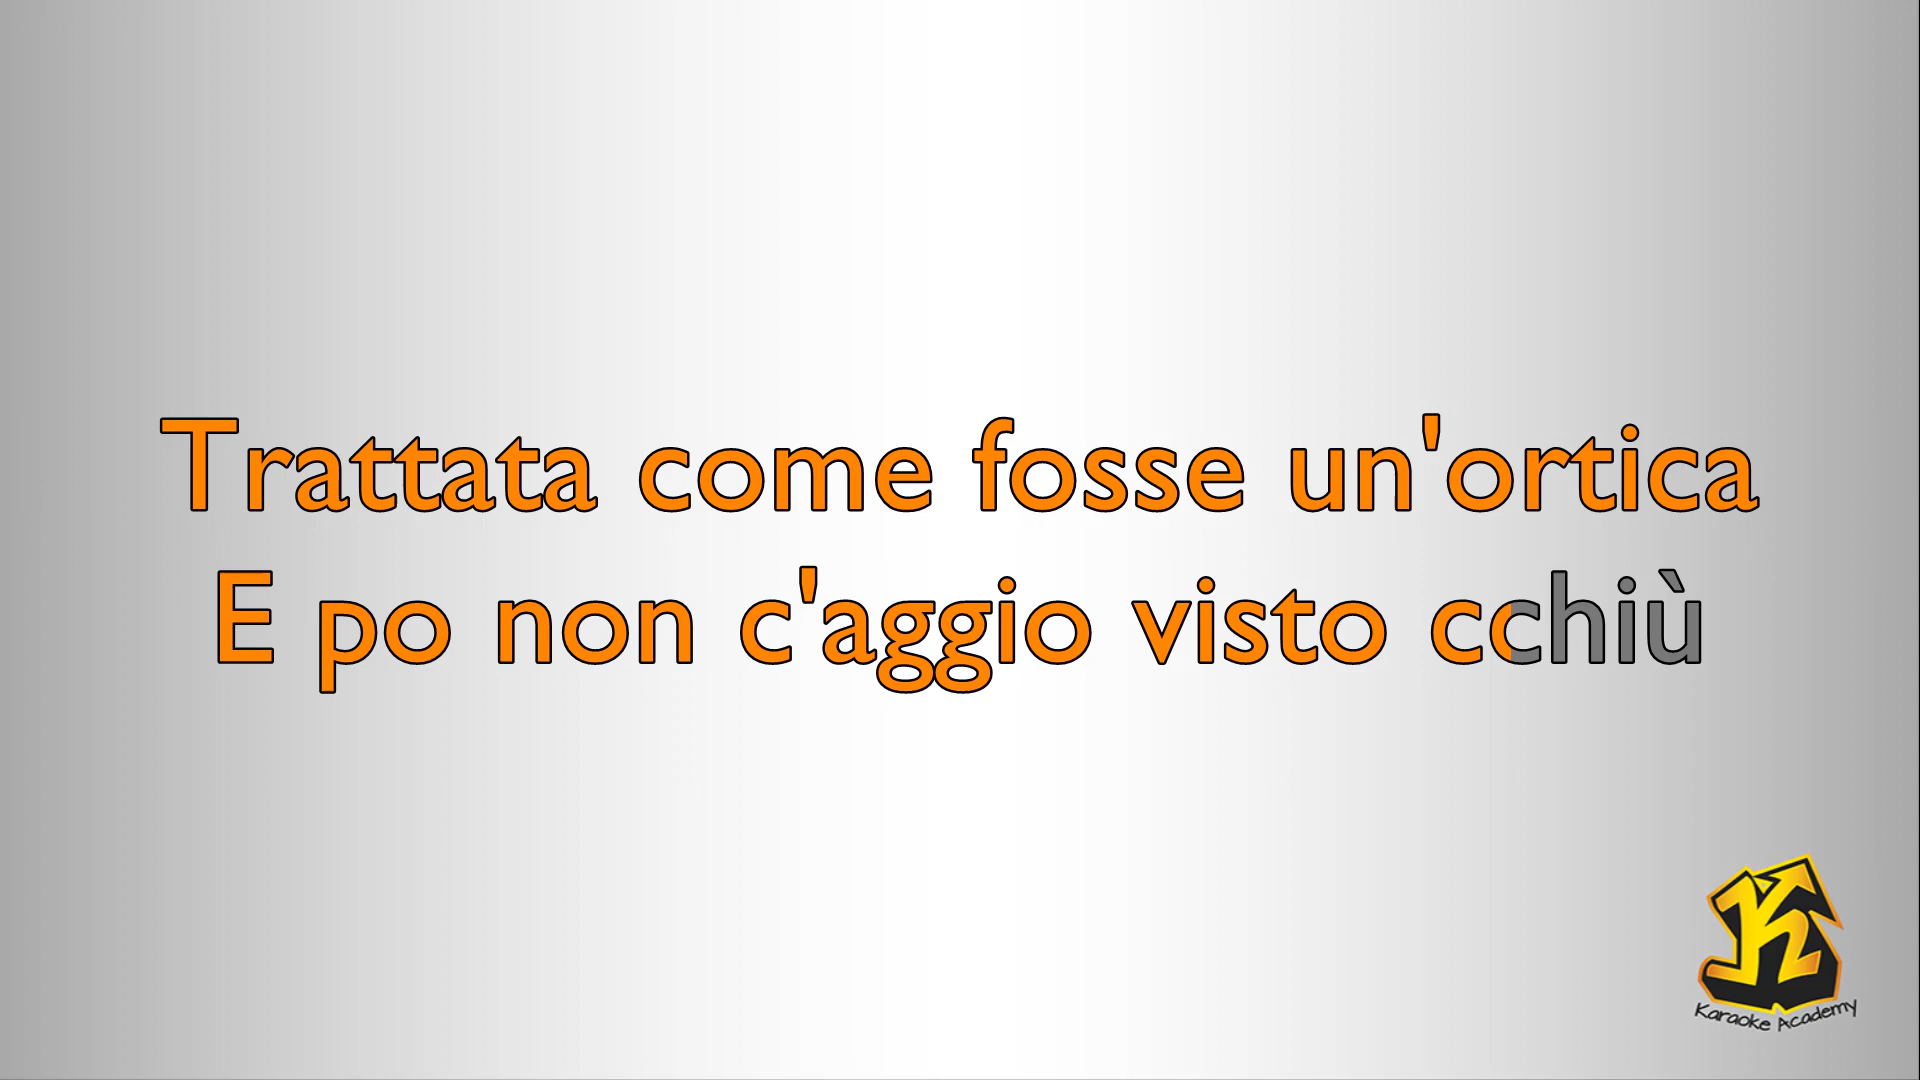 Trattata come fosse un'ortica
E po non c'aggio visto cchiù
K
Karaoke Academy